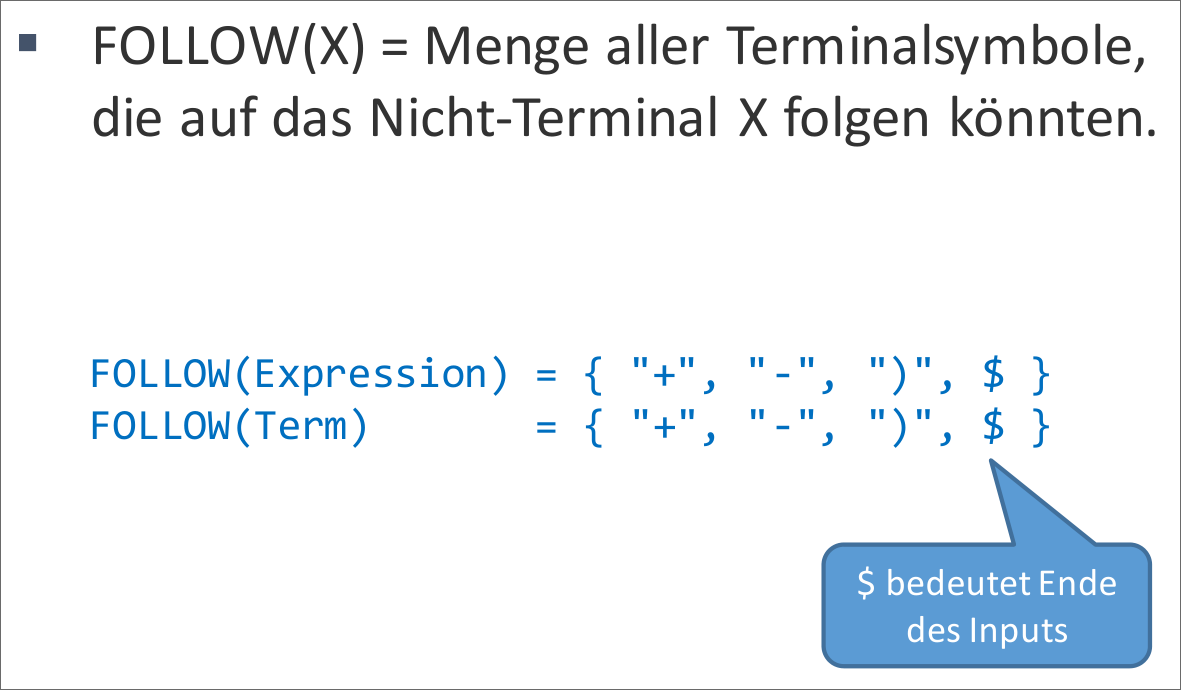 ▪ FOLLOW(X) = Menge aller Terminalsymbole,
die auf das Nicht-Terminal X folgen könnten.
FOLLOW(Expression) = { "+", "-", ")", $ }
FOLLOW(Term) = { "+", "-", ")", $ }
$ bedeutet Ende
des Inputs